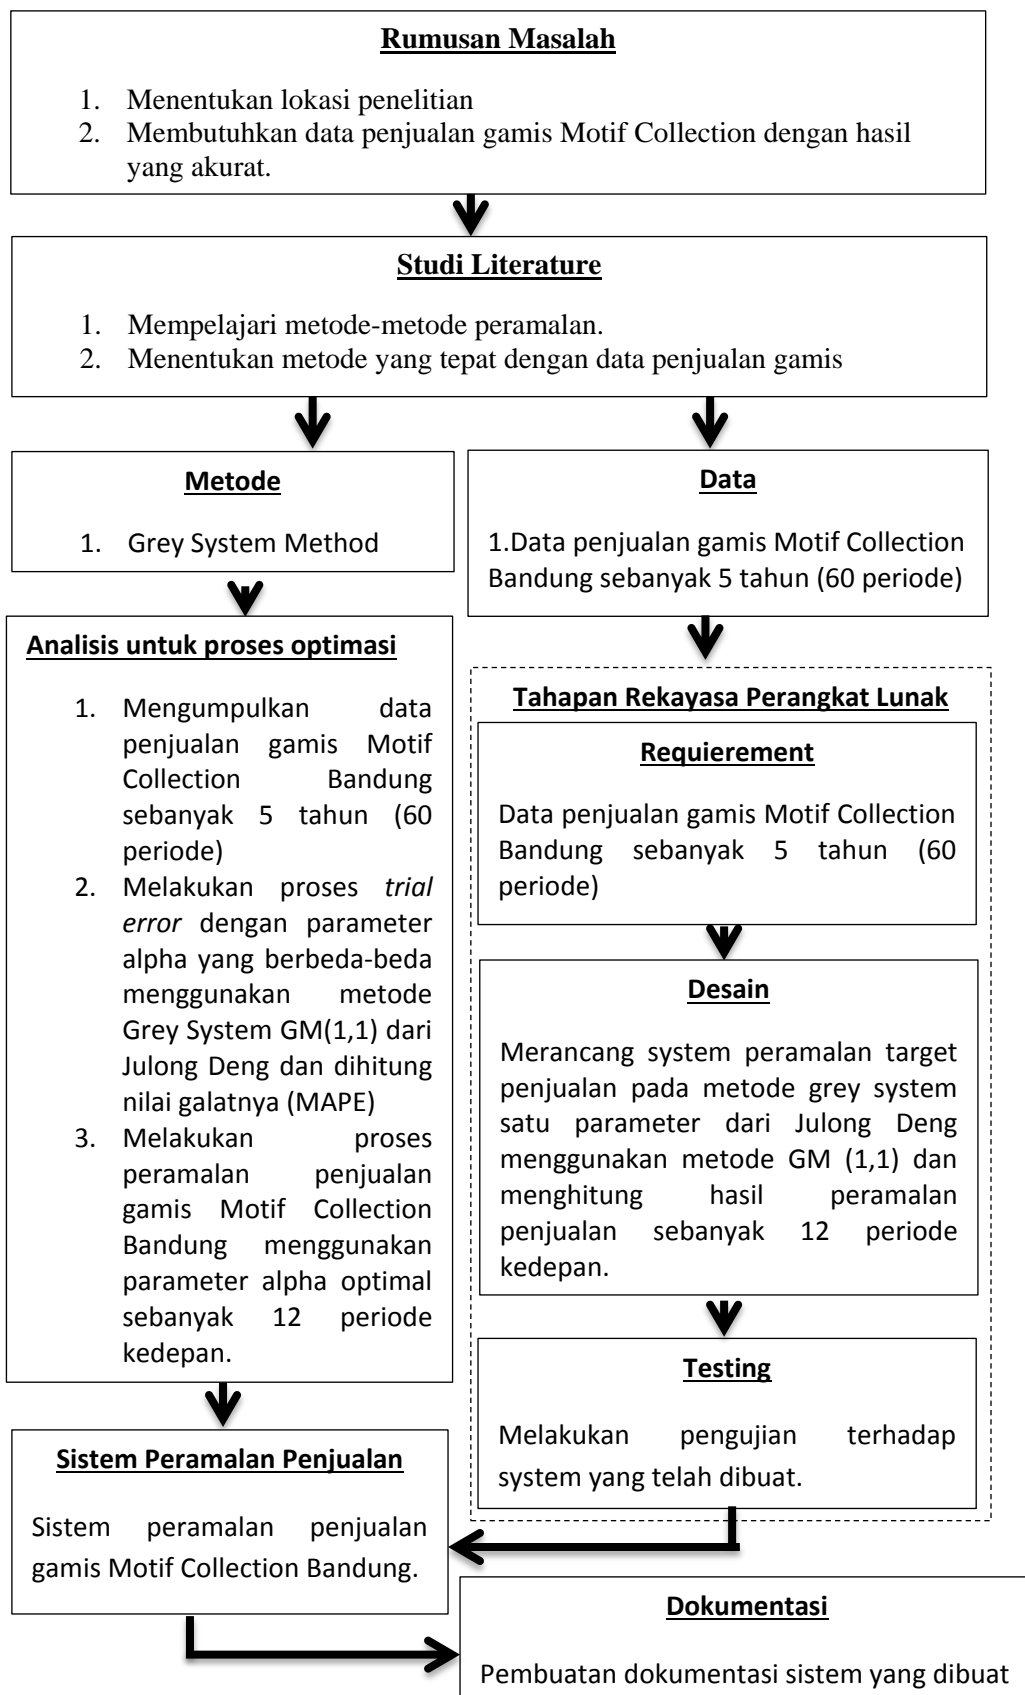 Rumusan Masalah
1. Menentukan lokasi penelitian
2. Membutuhkan data penjualan gamis Motif Collection dengan hasil
yang akurat.
Studi Literature
1. Mempelajari metode-metode peramalan.
2. Menentukan metode yang tepat dengan data penjualan gamis
Metode
1. Grey System Method
Data
1.Data penjualan gamis Motif Collection
Bandung sebanyak 5 tahun (60 periode)
Analisis untuk proses optimasi
1. Mengumpulkan data
penjualan gamis Motif
Collection Bandung
sebanyak 5 tahun (60
periode)
2. Melakukan proses trial
error dengan parameter
alpha yang berbeda-beda
menggunakan metode
Grey System GM(1,1) dari
Julong Deng dan dihitung
nilai galatnya (MAPE)
3. Melakukan proses
peramalan penjualan
gamis Motif Collection
Bandung menggunakan
parameter alpha optimal
sebanyak 12 periode
kedepan.
Tahapan Rekayasa Perangkat Lunak
Requierement
Data penjualan gamis Motif Collection
Bandung sebanyak 5 tahun (60
periode)
Desain
Merancang system peramalan target
penjualan pada metode grey system
satu parameter dari Julong Deng
menggunakan metode GM (1,1) dan
menghitung hasil peramalan
penjualan sebanyak 12 periode
kedepan.
Testing
Melakukan pengujian terhadap
system yang telah dibuat.
Sistem Peramalan Penjualan
Sistem peramalan penjualan
gamis Motif Collection Bandung.
Dokumentasi
Pembuatan dokumentasi sistem yang dibuat